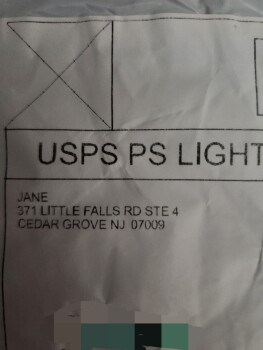 USPS PS LIGHT
JANE
371 LITTLE FALLS RD STE 4
CEDAR GROVE NJ 07009